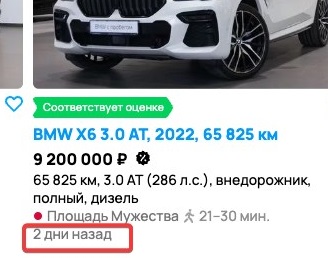 Соответствует оценке
BMW X6 3.0 AT, 2022, 65 825 км
9 200 000 ₽
65 825 км, 3.0 AT (286 л.с.), внедорожник,
полный, дизель
Площадь Мужества 21–30 мин.
2 дни назад